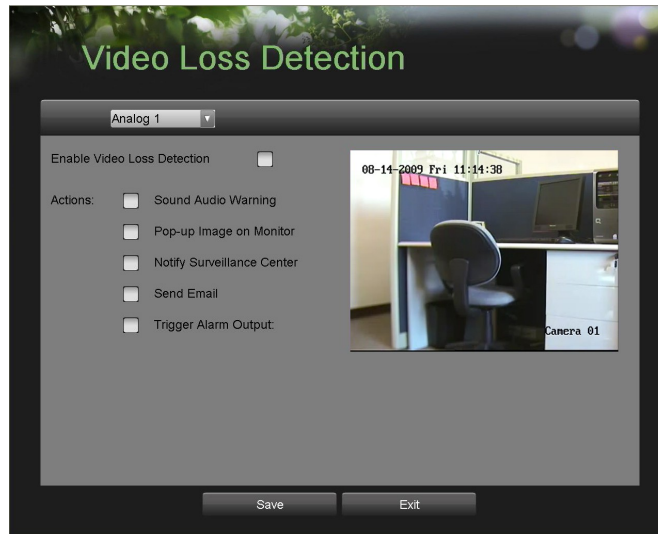 Video Loss Detection
Analog 1
Enable Video Loss Detection
08-14-2009 Fri 11:14:38
Actions:
Sound Audio Warning
Pop-up Image on Monitor
Notify Surveillance Center
Send Email
Trigger Alarm Output:
Camera 01
Save
Exit